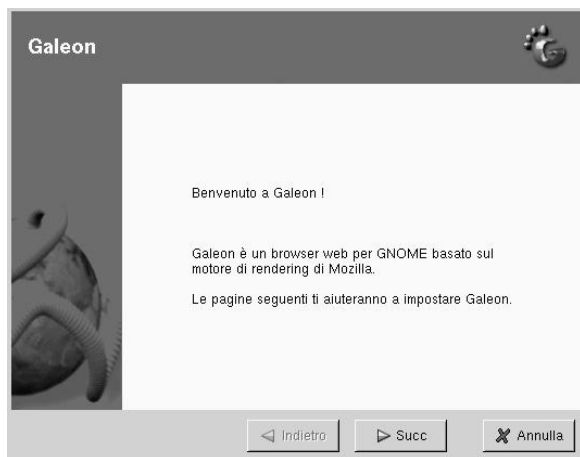 Galeon
Benvenuto a Galeon !
Galeon è un browser web per GNOME basato sul
motore di rendering di Mozilla.
Le pagine seguenti ti aiuteranno a impostare Galeon.
Indietro
Succ
Annulla